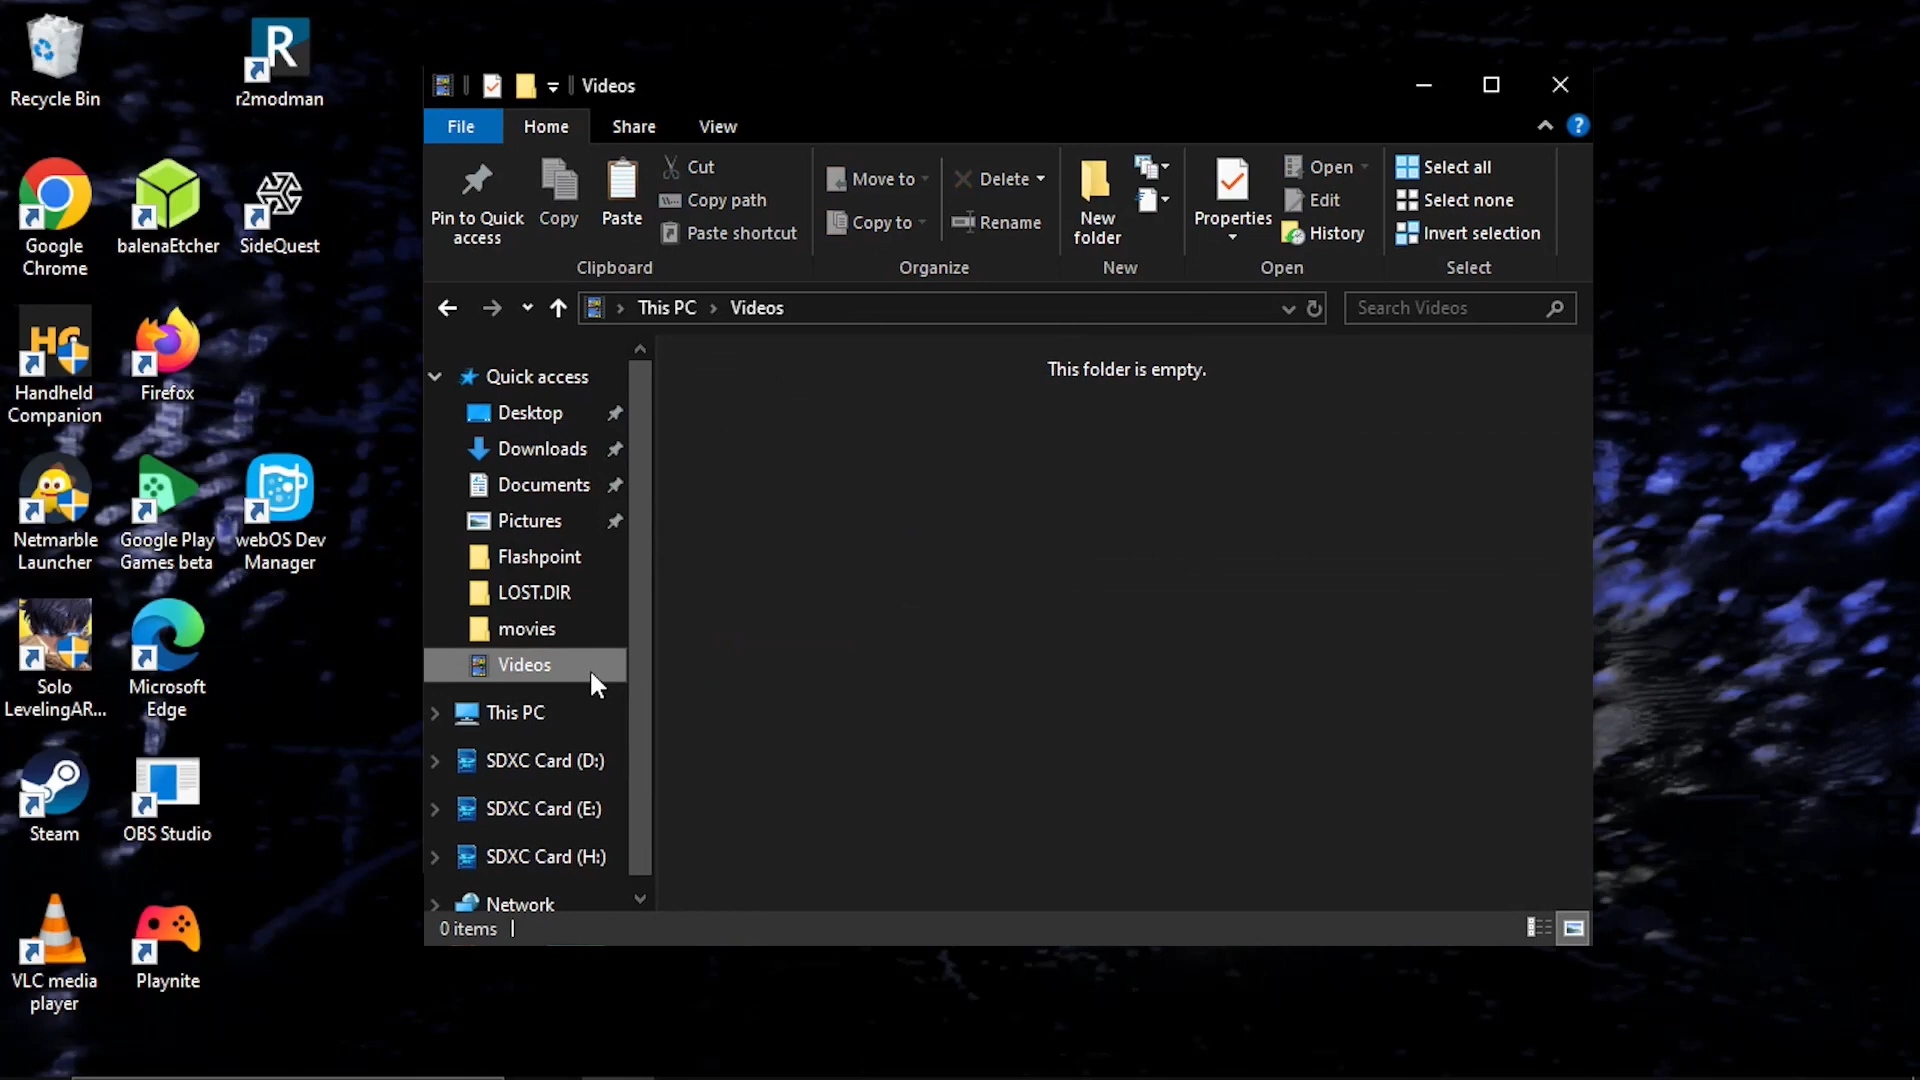 Recycle Bin
r2modman
Google
Chrome
balenaEtcher
SideQuest
Handheld
Companion
Firefox
Netmarble
Launcher
Google Play
Games beta
webOS Dev
Manager
Solo
LevelingAR...
Microsoft
Edge
Steam
OBS Studio
VLC media
player
Playnite
Videos
File
Home
Share
View
Pin to Quick
access
Copy
Paste
Cut
Copy path
Paste shortcut
Clipboard
Move to
Copy to
Delete
Rename
Organize
New
folder
New
Properties
Open
Edit
History
Open
Select all
Select none
Invert selection
Select
This PC > Videos
Search Videos
Quick access
Desktop
Downloads
Documents
Pictures
Flashpoint
LOST.DIR
movies
Videos
This PC
SDXC Card (D:)
SDXC Card (E:)
SDXC Card (H:)
Network
This folder is empty.
0 items